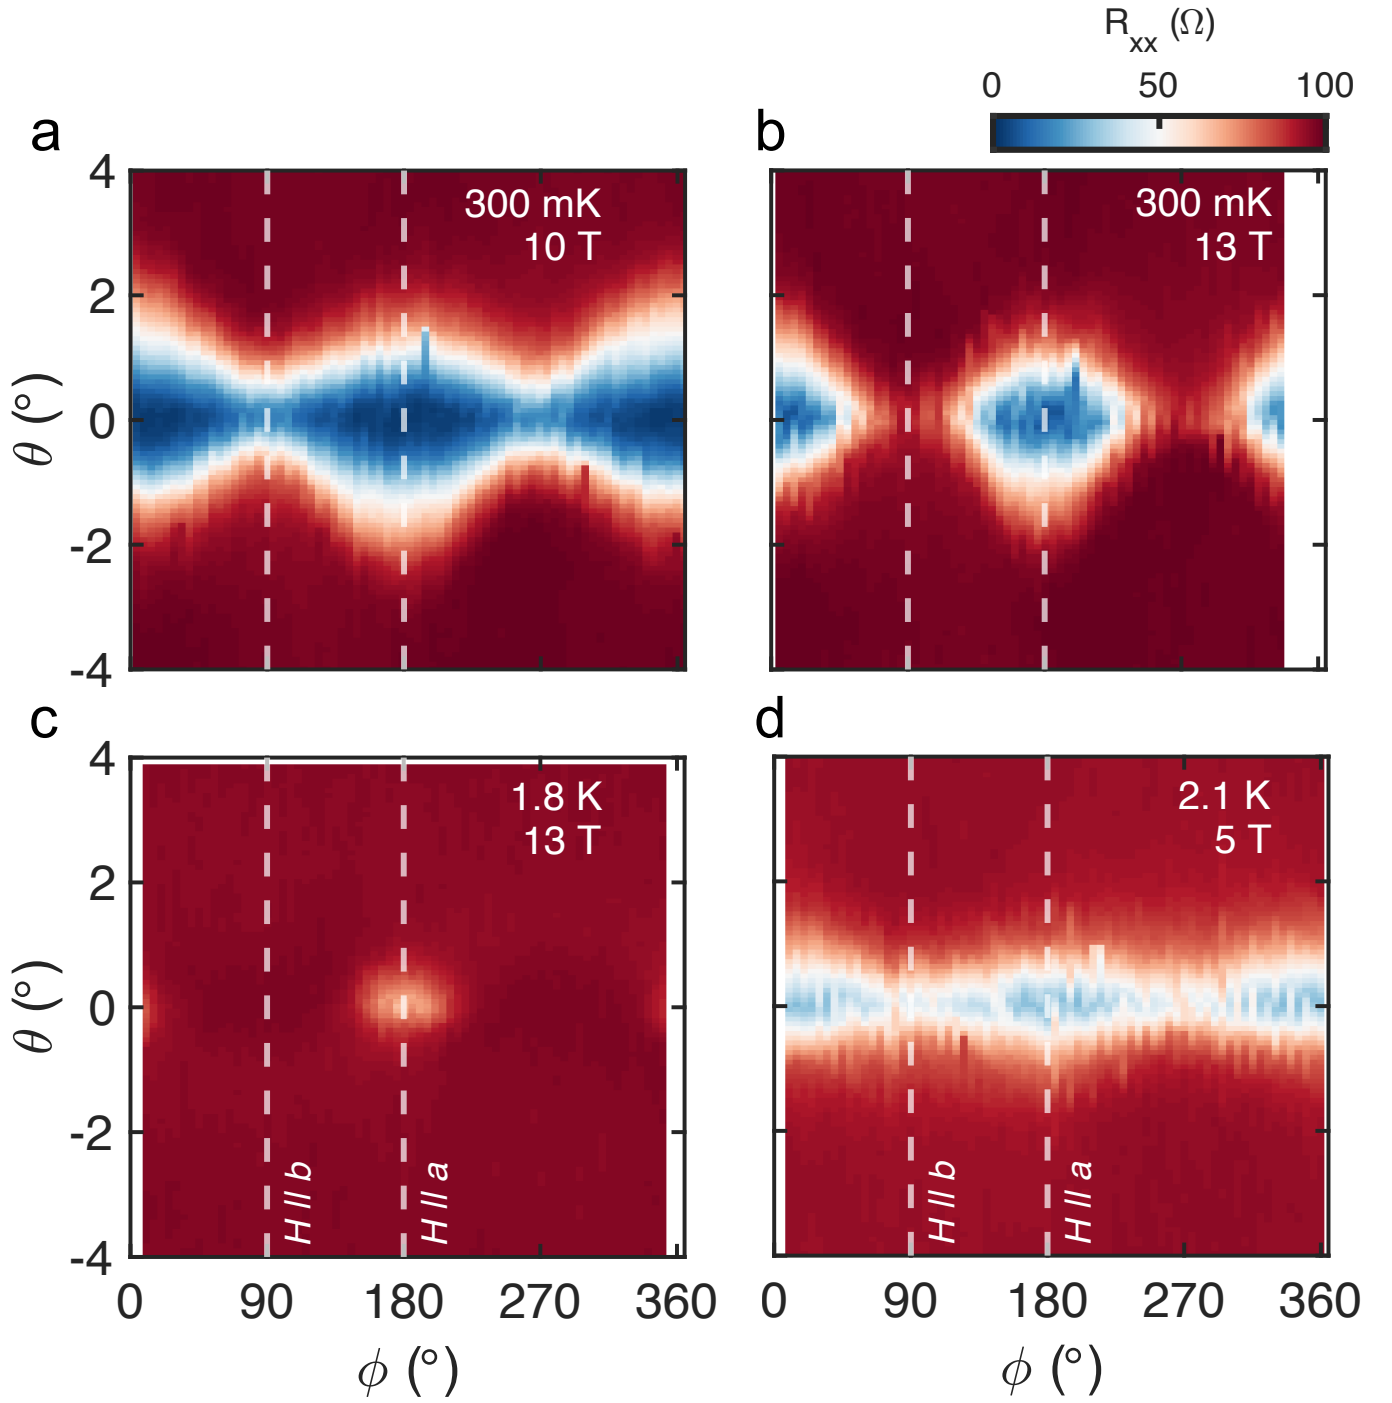 R_xx (Ω)
0 50 100
a
b
300 mK
10 T
300 mK
13 T
4
2
0
-2
-4
θ (°)
c
d
1.8 K
13 T
2.1 K
5 T
4
2
0
-2
-4
θ (°)
H || b
H || a
H || b
H || a
0 90 180 270 360
0 90 180 270 360
ϕ (°)
ϕ (°)